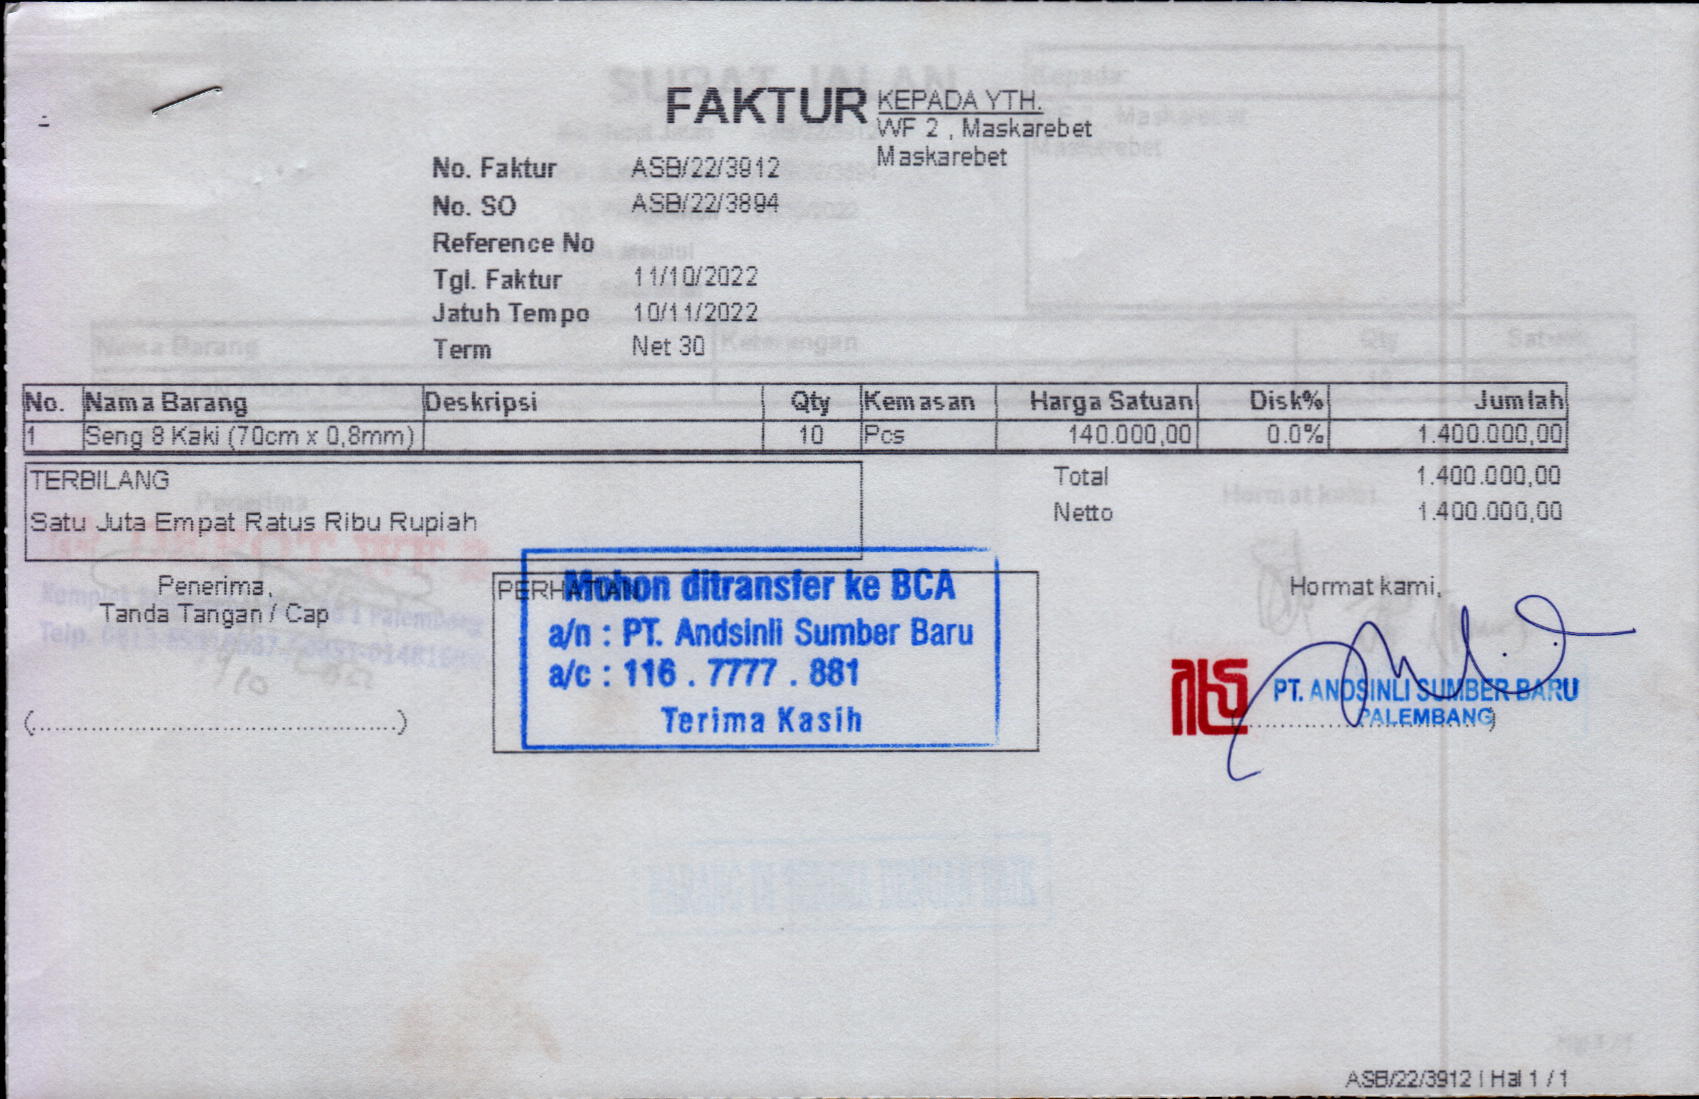 FAKTUR
KEPADA YTH.
WF 2 , Maskarebet
Maskarebet
No. Faktur ASB/22/3912
No. SO ASB/22/3894
Reference No
Tgl. Faktur 11/10/2022
Jatuh Tempo 10/11/2022
Term Net 30
No. Nama Barang Deskripsi Qty Kemasan Harga Satuan Disk% Jumlah
1 Seng 8 Kaki (70cm x 0,8mm) 10 Pcs 140.000,00 0.0% 1.400.000,00
TERBILANG
Satu Juta Empat Ratus Ribu Rupiah
Total 1.400.000,00
Netto 1.400.000,00
Penerima,
Tanda Tangan / Cap
(............................................)
PERHATIAN
Mohon ditransfer ke BCA
a/n : PT. Andsinli Sumber Baru
a/c : 116 . 7777 . 881
Terima Kasih
Hormat kami,
PT. ANDSINLI SUMBER BARU
PALEMBANG
ASB/22/3912 | Hal 1 / 1